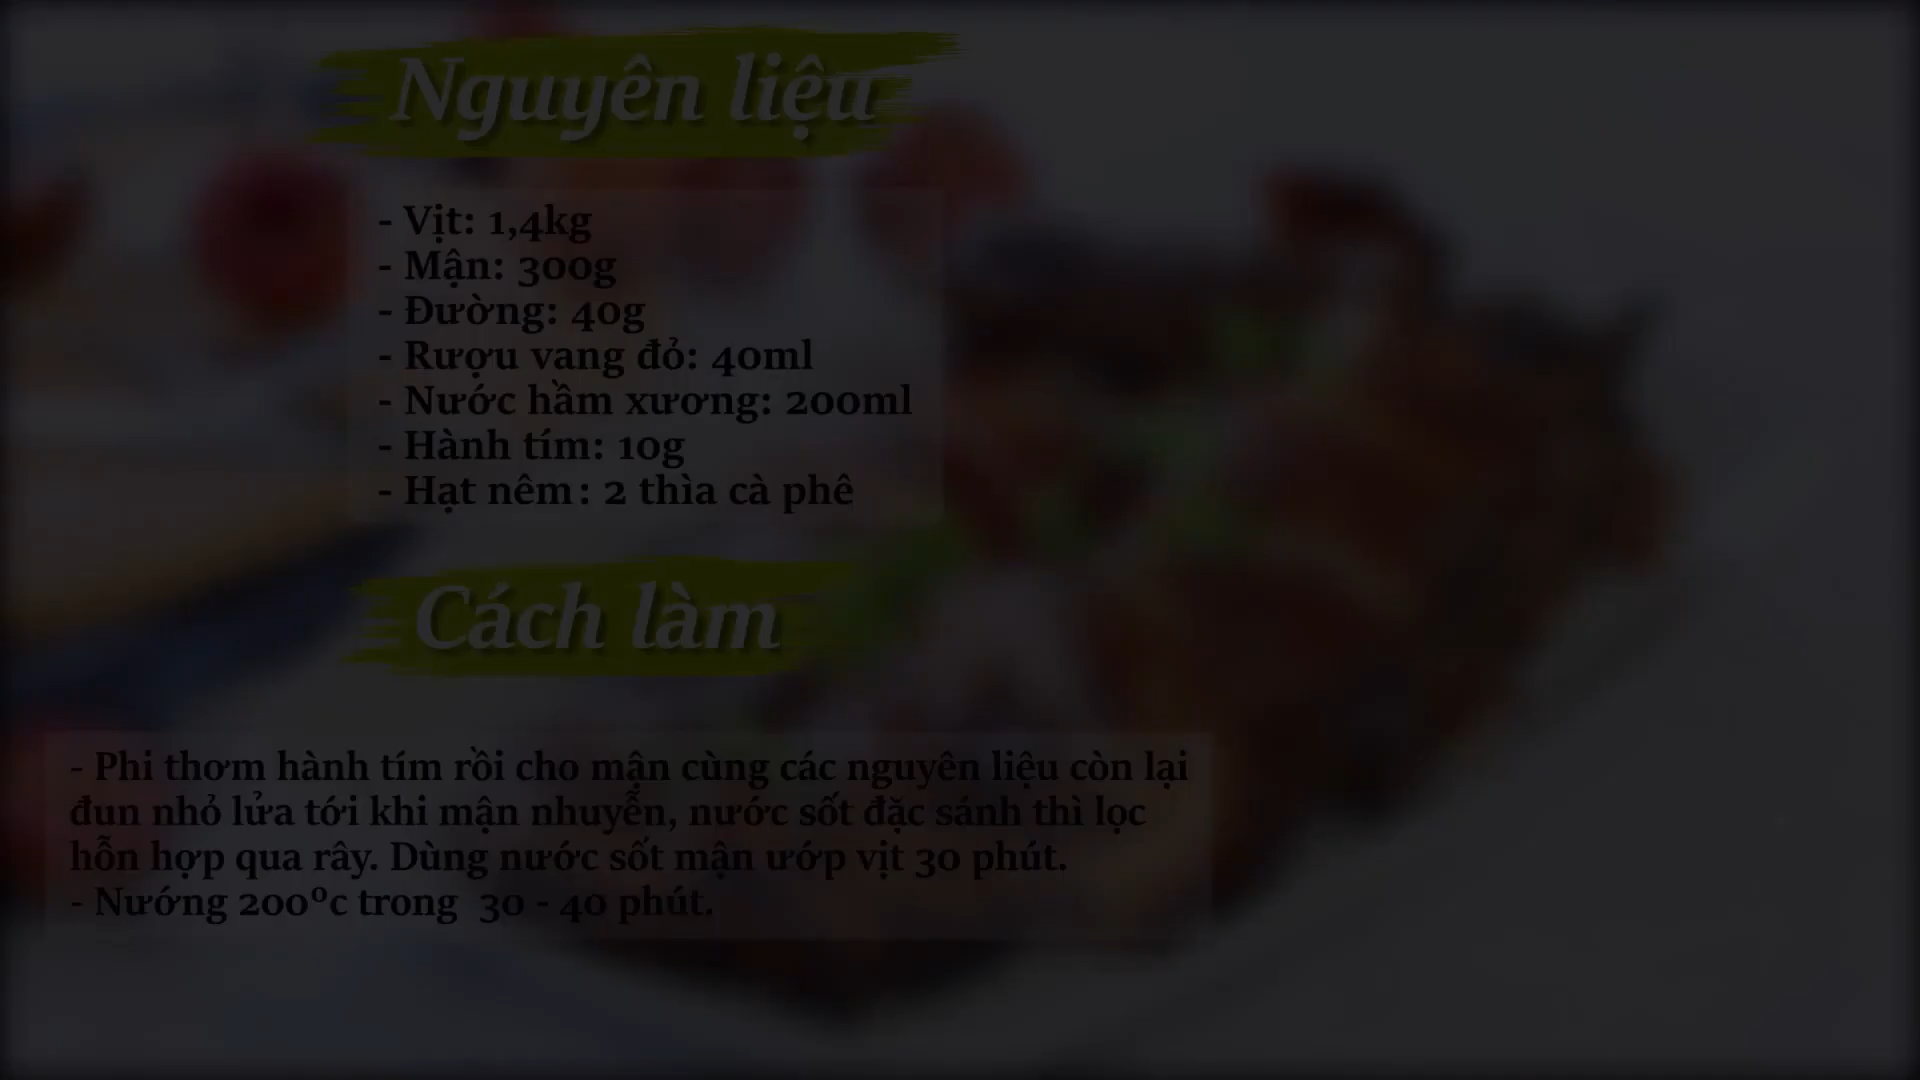 Nguyên liệu
- Vịt: 1,4kg
- Mận: 300g
- Đường: 40g
- Rượu vang đỏ: 40ml
- Nước hầm xương: 200ml
- Hành tím: 10g
- Hạt nêm: 2 thìa cà phê
Cách làm
- Phi thơm hành tím rồi cho mận cùng các nguyên liệu còn lại
đun nhỏ lửa tới khi mận nhuyễn, nước sốt đặc sánh thì lọc
hỗn hợp qua rây. Dùng nước sốt mận ướp vịt 30 phút.
- Nướng 200ºc trong 30 - 40 phút.